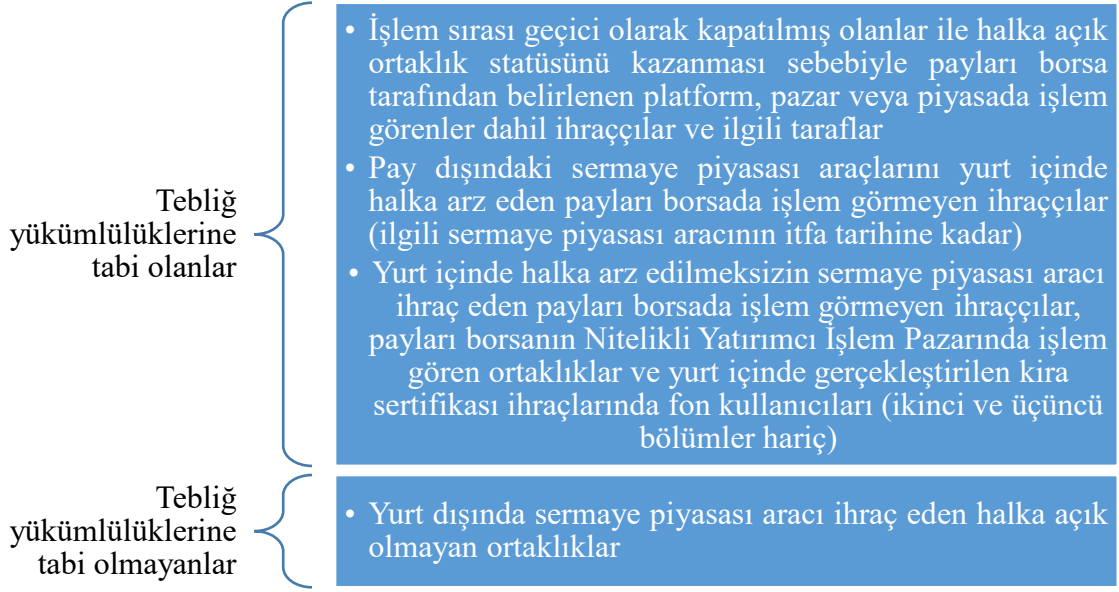 Tebliğ
yükümlülüklerine
tabi olanlar
• İşlem sırası geçici olarak kapatılmış olanlar ile halka açık
ortaklık statüsünü kazanması sebebiyle payları borsa
tarafından belirlenen platform, pazar veya piyasada işlem
görenler dahil ihraççılar ve ilgili taraflar
• Pay dışındaki sermaye piyasası araçlarını yurt içinde
halka arz eden payları borsada işlem görmeyen ihraççılar
(ilgili sermaye piyasası aracının itfa tarihine kadar)
• Yurt içinde halka arz edilmeksizin sermaye piyasası aracı
ihraç eden payları borsada işlem görmeyen ihraççılar,
payları borsanın Nitelikli Yatırımcı İşlem Pazarında işlem
gören ortaklıklar ve yurt içinde gerçekleştirilen kira
sertifikası ihraçlarında fon kullanıcıları (ikinci ve üçüncü
bölümler hariç)
Tebliğ
yükümlülüklerine
tabi olmayanlar
• Yurt dışında sermaye piyasası aracı ihraç eden halka açık
olmayan ortaklıklar